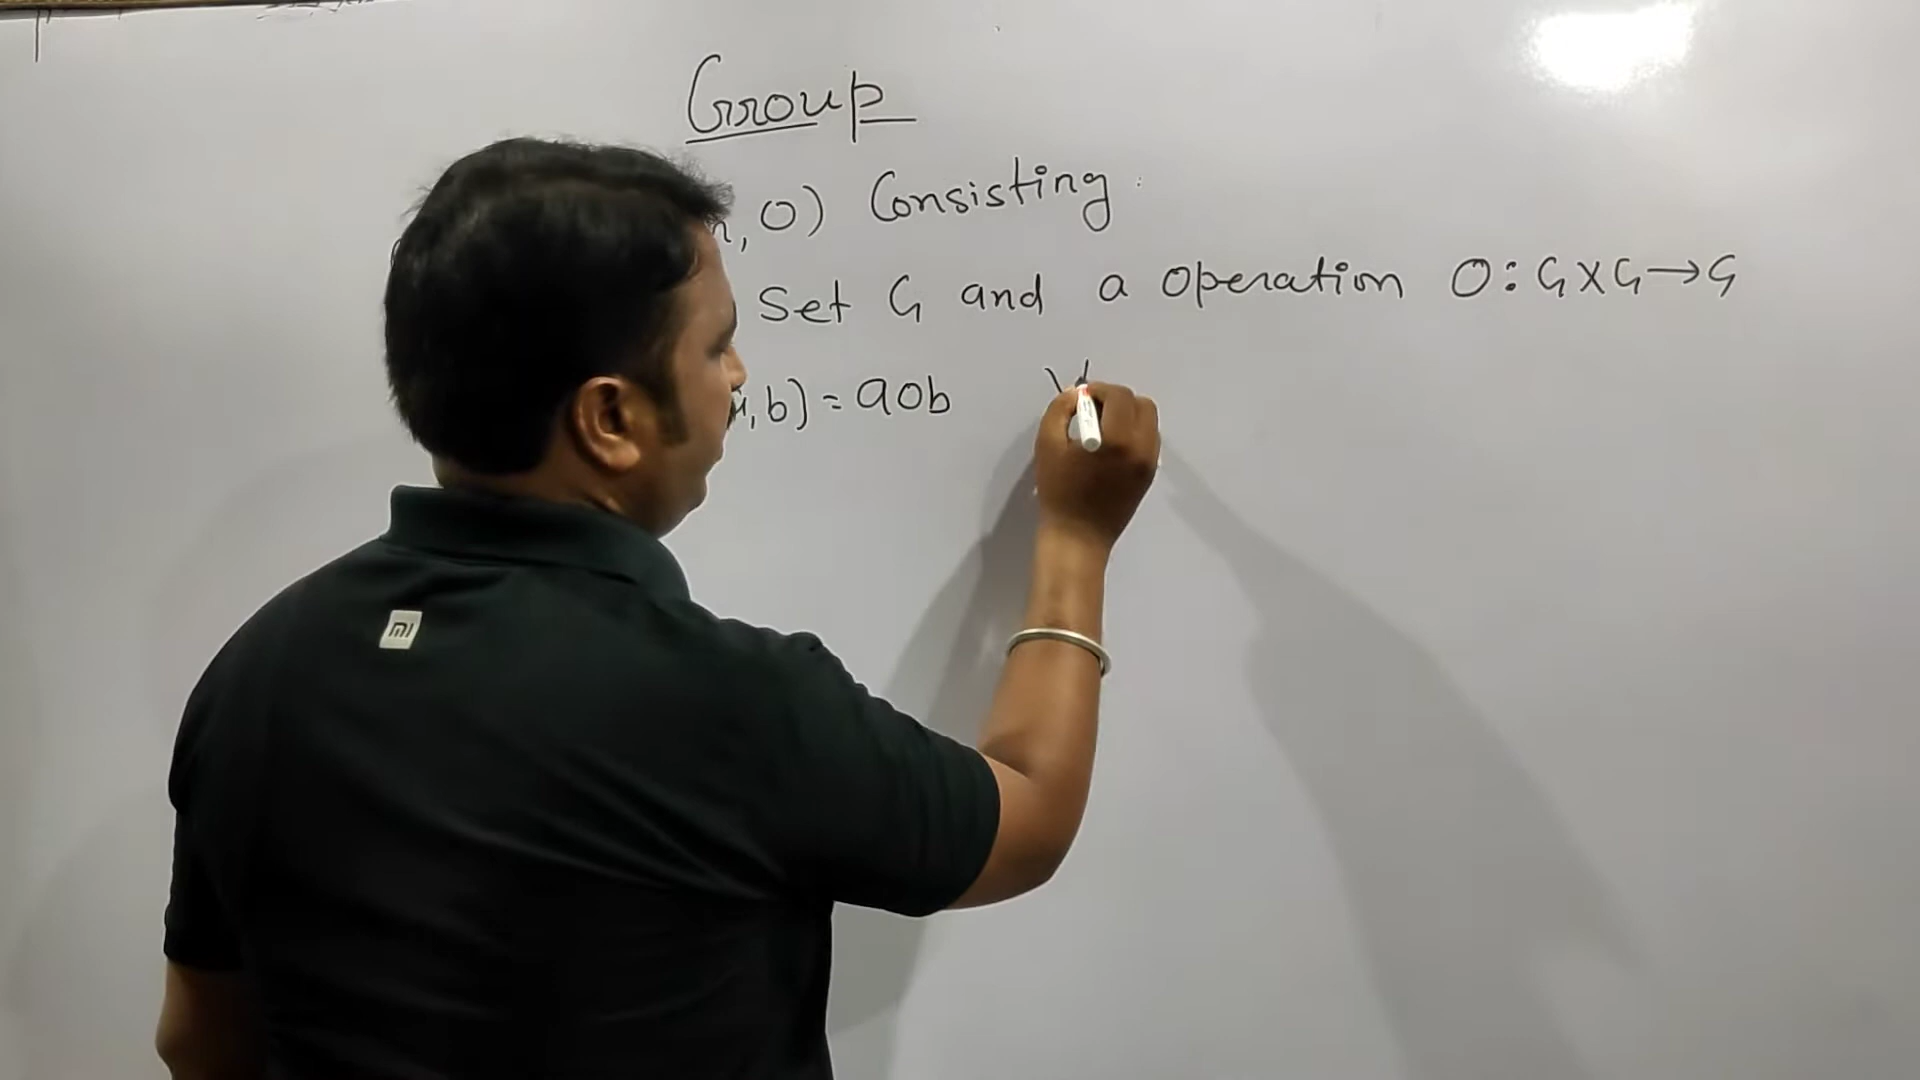 Group
, O) Consisting
Set G and a operation O: G X G → G
, b) = aob
mi